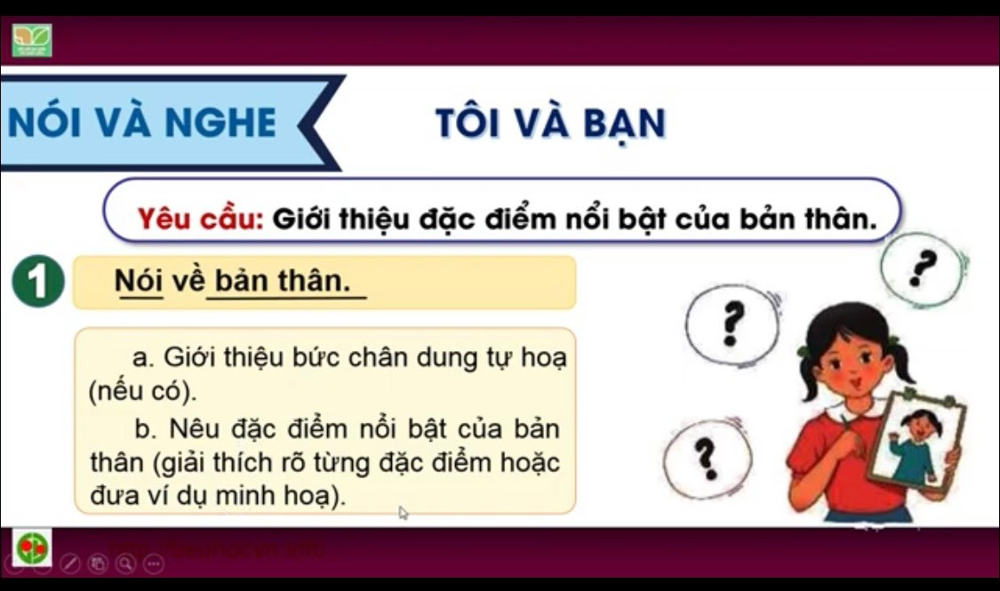 NÓI VÀ NGHE
TÔI VÀ BẠN
Yêu cầu: Giới thiệu đặc điểm nổi bật của bản thân.
1
Nói về bản thân.
a. Giới thiệu bức chân dung tự hoạ
(nếu có).
b. Nêu đặc điểm nổi bật của bản
thân (giải thích rõ từng đặc điểm hoặc
đưa ví dụ minh hoạ).
?
?
?